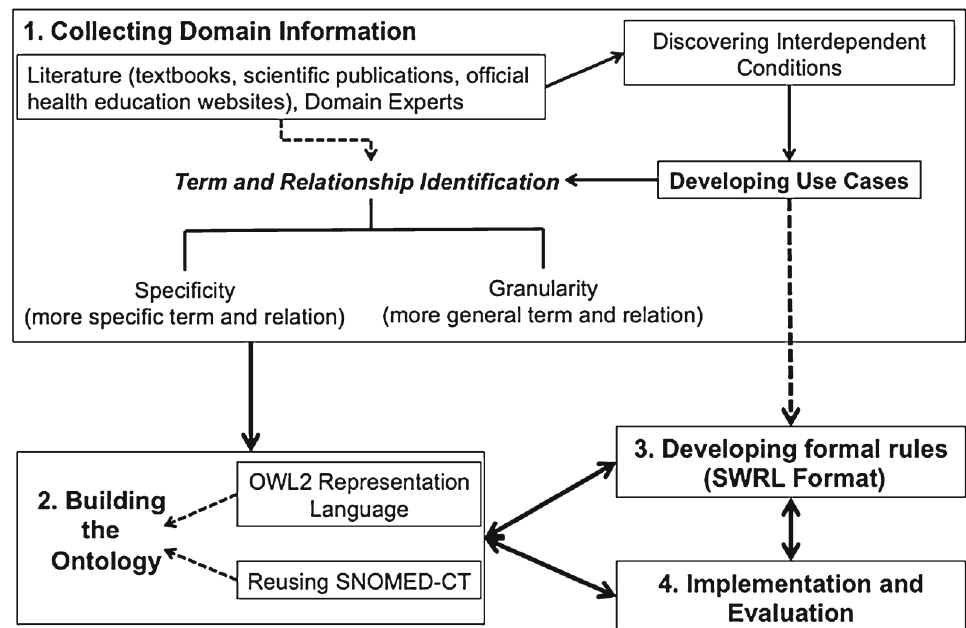 1. Collecting Domain Information
Literature (textbooks, scientific publications, official
health education websites), Domain Experts
Discovering Interdependent
Conditions
Term and Relationship Identification
Developing Use Cases
Specificity
(more specific term and relation)
Granularity
(more general term and relation)
2. Building
the
Ontology
OWL2 Representation
Language
Reusing SNOMED-CT
3. Developing formal rules
(SWRL Format)
4. Implementation and
Evaluation